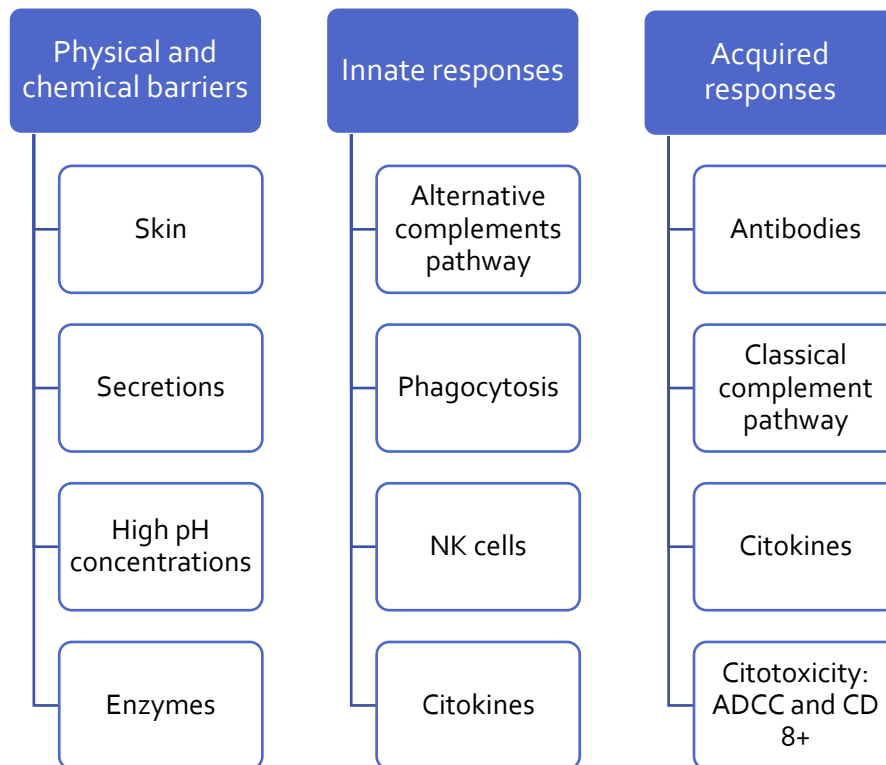 Physical and
chemical barriers
Skin
Secretions
High pH
concentrations
Enzymes
Innate responses
Alternative
complements
pathway
Phagocytosis
NK cells
Citokines
Acquired
responses
Antibodies
Classical
complement
pathway
Citokines
Citotoxicity:
ADCC and CD
8+